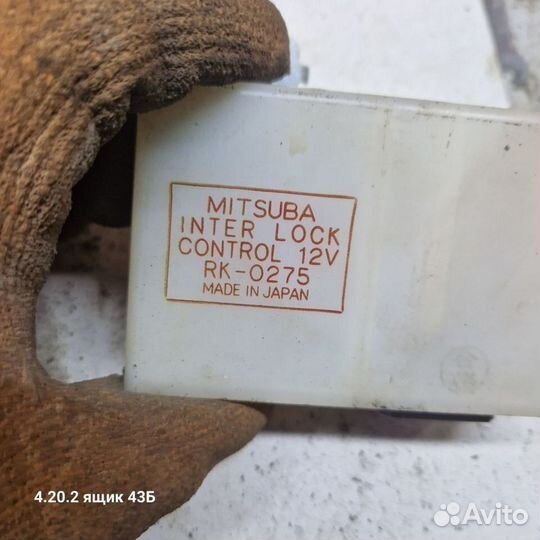 MITSUBA
INTER LOCK
CONTROL 12V
RK-0275
MADE IN JAPAN
4.20.2 ящик 43Б
Avito